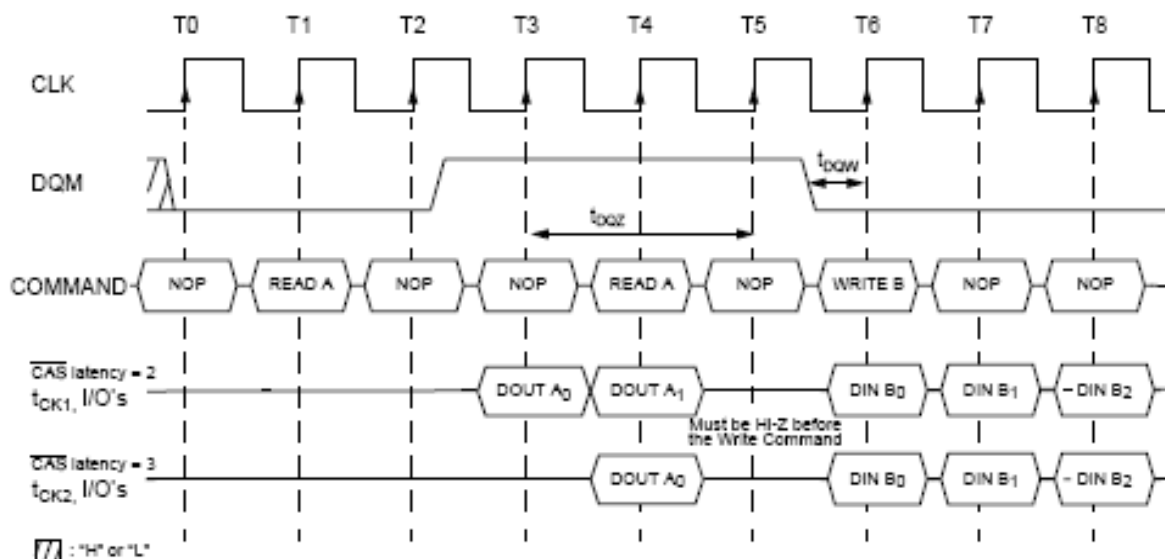 T0 T1 T2 T3 T4 T5 T6 T7 T8
CLK
DQM
tDQW
tDQZ
COMMAND NOP READ A NOP NOP READ A NOP WRITE B NOP NOP
CAS latency = 2
tCK1, I/O's DOUT A0 DOUT A1 DIN B0 DIN B1 DIN B2
Must be HI-Z before
the Write Command
CAS latency = 3
tCK2, I/O's DOUT A0 DIN B0 DIN B1 DIN B2
: "H" or "L"